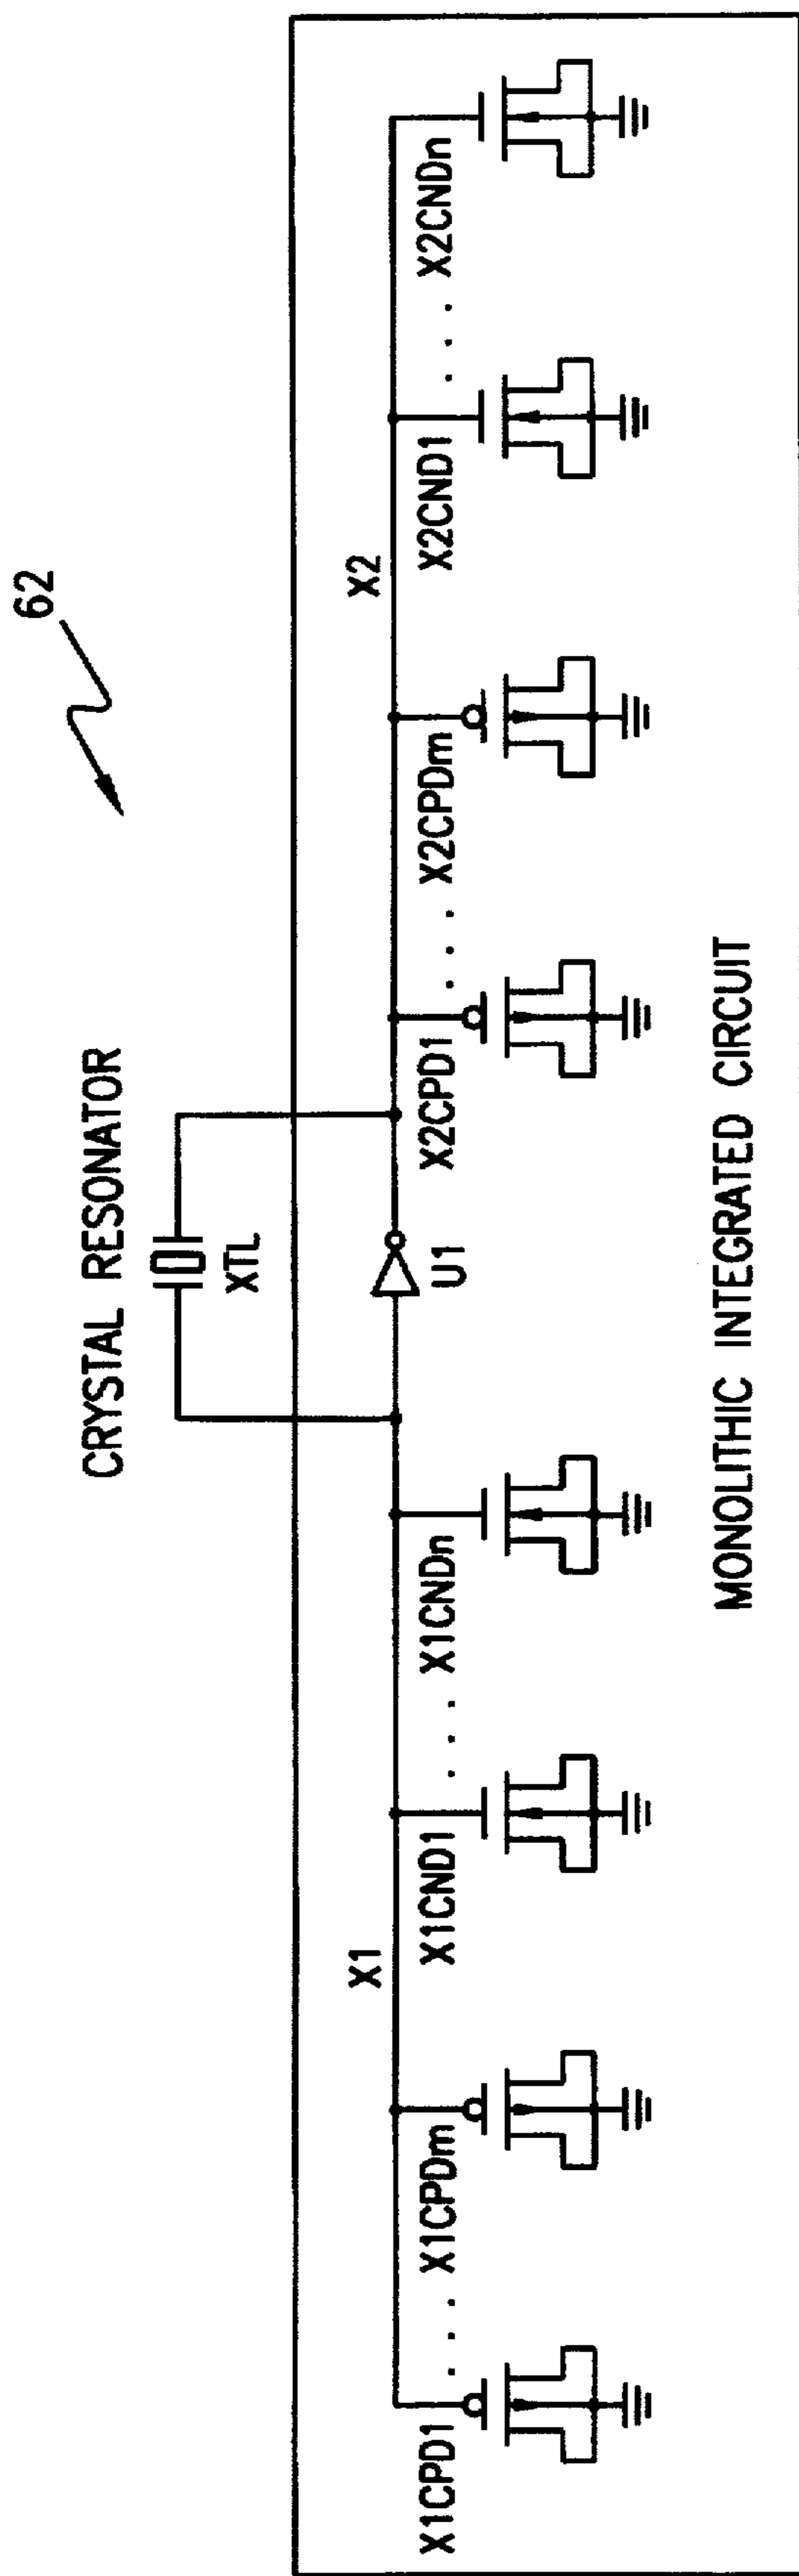 62
CRYSTAL RESONATOR
XTL
U1
X1
X2
X1CPD1 . . . X1CPDm
X1CND1 . . . X1CNDn
X2CPD1 . . . X2CPDm
X2CND1 . . . X2CNDn
MONOLITHIC INTEGRATED CIRCUIT